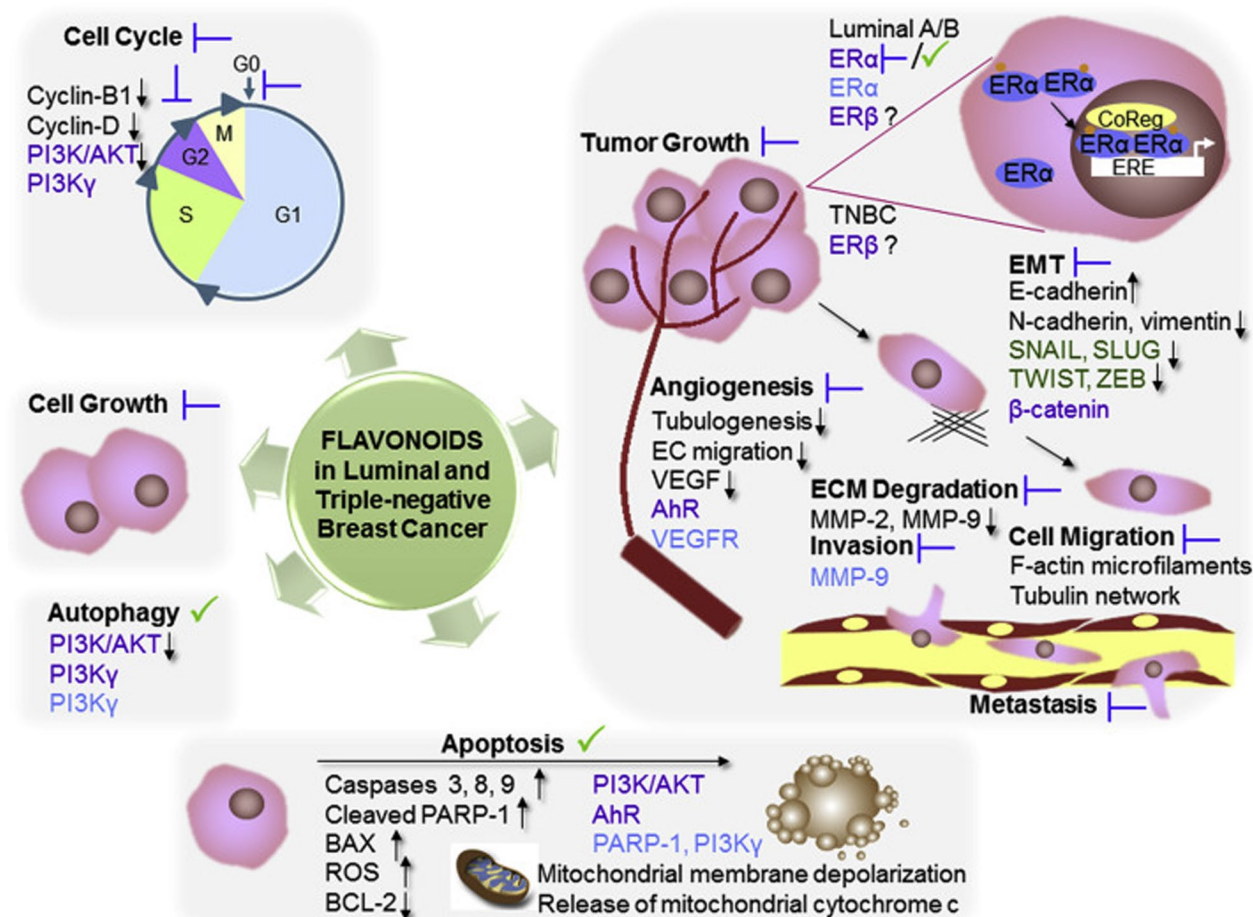 Cell Cycle
G0
Cyclin-B1
Cyclin-D
PI3K/AKT
PI3Kγ
M
G2
S
G1
Cell Growth
Autophagy
PI3K/AKT
PI3Kγ
PI3Kγ
FLAVONOIDS
in Luminal and
Triple-negative
Breast Cancer
Tumor Growth
Luminal A/B
ERα /
ERα
ERβ ?
TNBC
ERβ ?
ERα ERα
CoReg
ERα ERα
ERE
ERα
EMT
E-cadherin
N-cadherin, vimentin
SNAIL, SLUG
TWIST, ZEB
β-catenin
Angiogenesis
Tubulogenesis
EC migration
VEGF
AhR
VEGFR
ECM Degradation
MMP-2, MMP-9
Invasion
MMP-9
Cell Migration
F-actin microfilaments
Tubulin network
Metastasis
Apoptosis
Caspases 3, 8, 9
Cleaved PARP-1
BAX
ROS
BCL-2
PI3K/AKT
AhR
PARP-1, PI3Kγ
Mitochondrial membrane depolarization
Release of mitochondrial cytochrome c